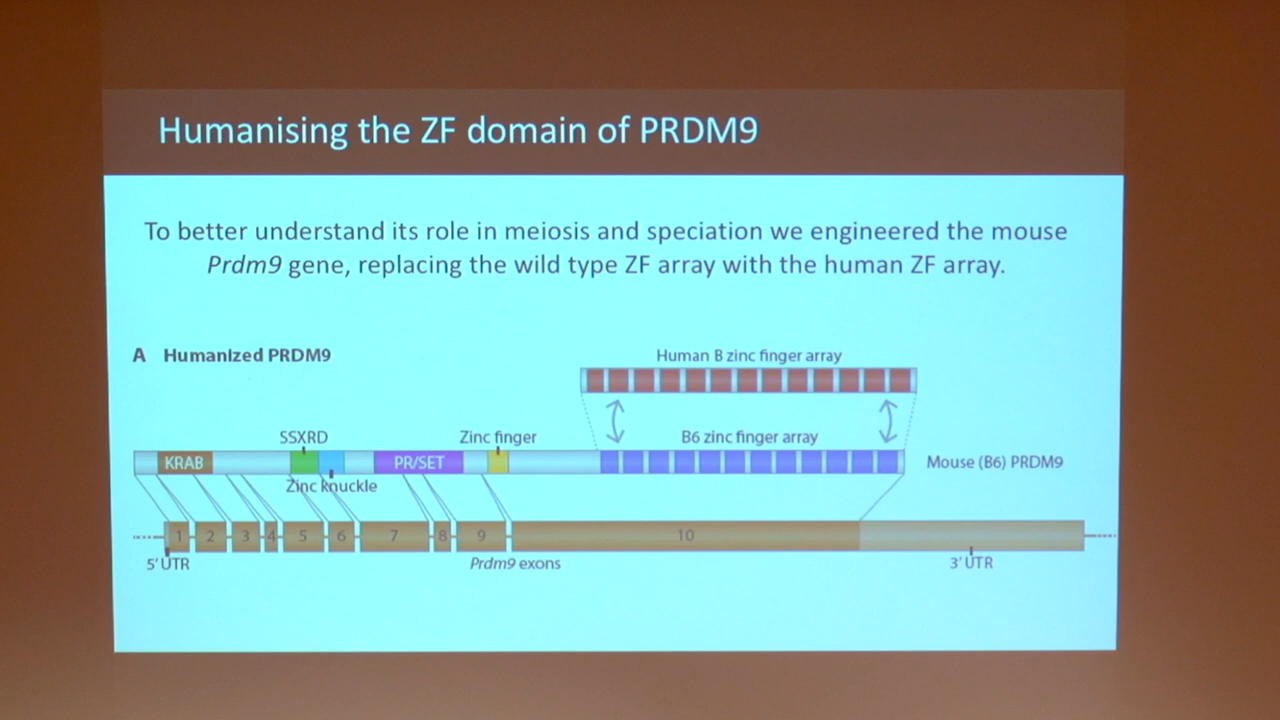 Humanising the ZF domain of PRDM9
To better understand its role in meiosis and speciation we engineered the mouse
Prdm9 gene, replacing the wild type ZF array with the human ZF array.
A Humanized PRDM9
Human B zinc finger array
SSXRD
Zinc finger
B6 zinc finger array
KRAB
PR/SET
Mouse (B6) PRDM9
Zinc knuckle
1 2 3 4 5 6 7 8 9 10
5' UTR
Prdm9 exons
3' UTR